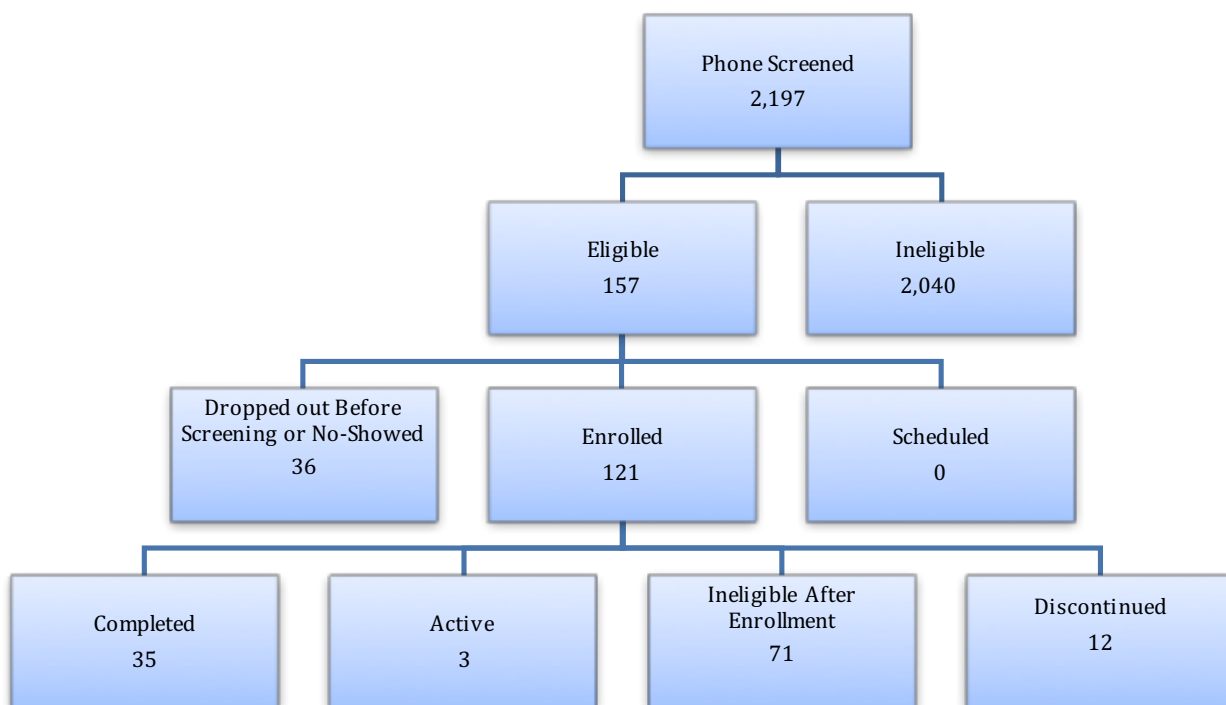 Phone Screened
2,197
Eligible
157
Ineligible
2,040
Dropped out Before
Screening or No-Showed
36
Enrolled
121
Scheduled
0
Completed
35
Active
3
Ineligible After
Enrollment
71
Discontinued
12